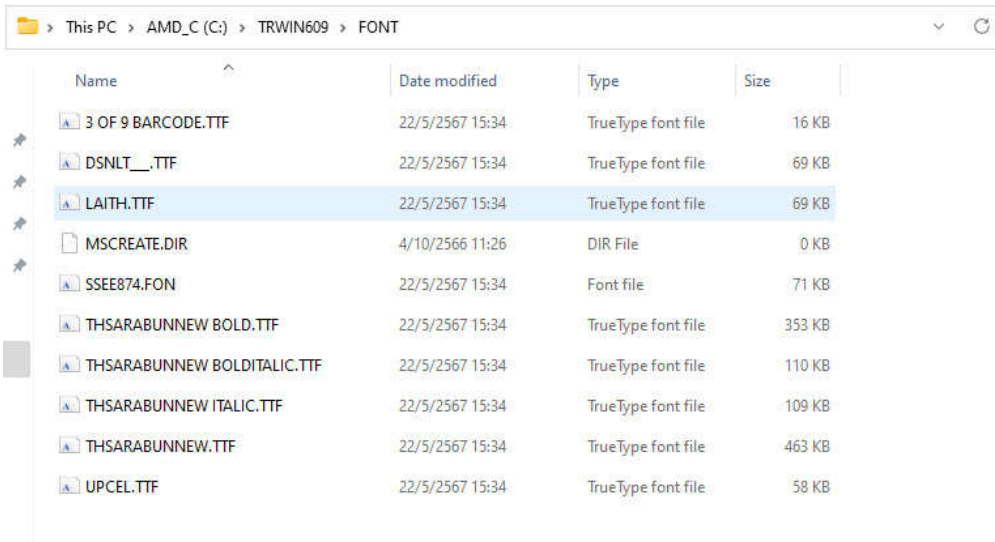 This PC > AMD_C (C:) > TRWIN609 > FONT
Name Date modified Type Size
3 OF 9 BARCODE.TTF 22/5/2567 15:34 TrueType font file 16 KB
DSNLT__.TTF 22/5/2567 15:34 TrueType font file 69 KB
LAITH.TTF 22/5/2567 15:34 TrueType font file 69 KB
MSCREATE.DIR 4/10/2566 11:26 DIR File 0 KB
SSEE874.FON 22/5/2567 15:34 Font file 71 KB
THSARABUNNEW BOLD.TTF 22/5/2567 15:34 TrueType font file 353 KB
THSARABUNNEW BOLDITALIC.TTF 22/5/2567 15:34 TrueType font file 110 KB
THSARABUNNEW ITALIC.TTF 22/5/2567 15:34 TrueType font file 109 KB
THSARABUNNEW.TTF 22/5/2567 15:34 TrueType font file 463 KB
UPCEL.TTF 22/5/2567 15:34 TrueType font file 58 KB